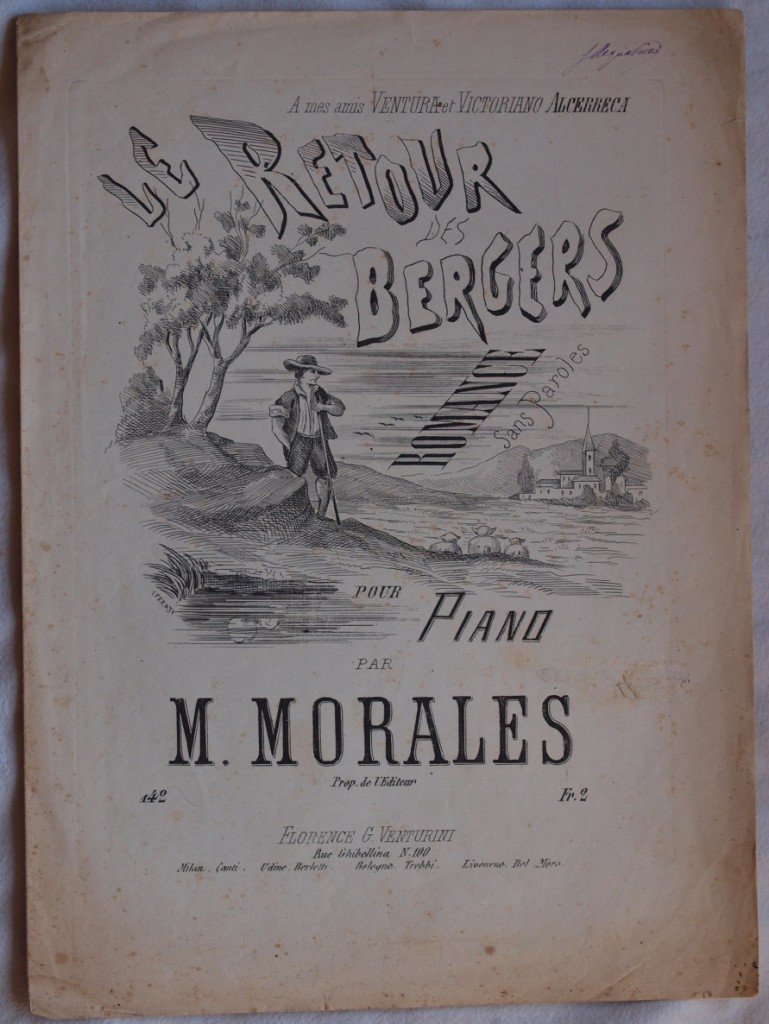 A mes amis VENTURA et VICTORIANO ALCERRECA
LE RETOUR
DES
BERGERS
ROMANCE
Sans Paroles
POUR PIANO
PAR
M. MORALES
Prop. de l'Editeur
142 Fr. 2
FLORENCE G. VENTURINI
Rue Ghibellina N. 100
Milan, Canti. Udine Berletti. Bologne Trebbi. Livourne Del Moro.